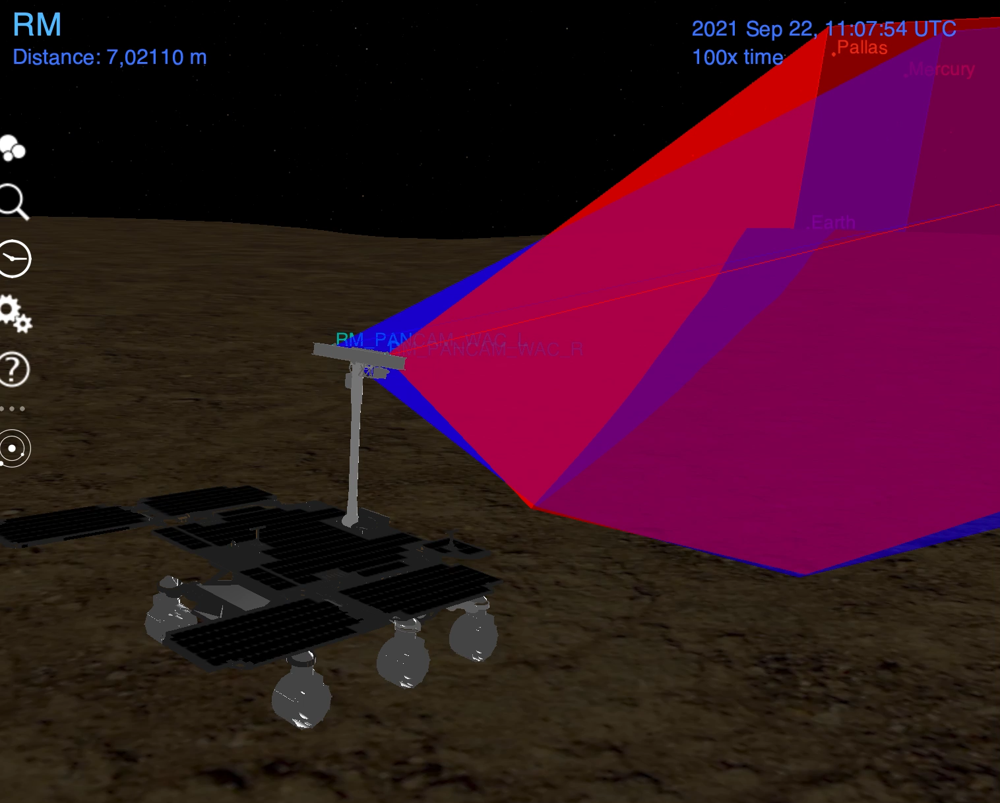 RM
Distance: 7,02110 m
2021 Sep 22, 11:07:54 UTC
100x time
Pallas
Mercury
Earth
RM_PANCAM_WAC_L
RM_PANCAM_WAC_R